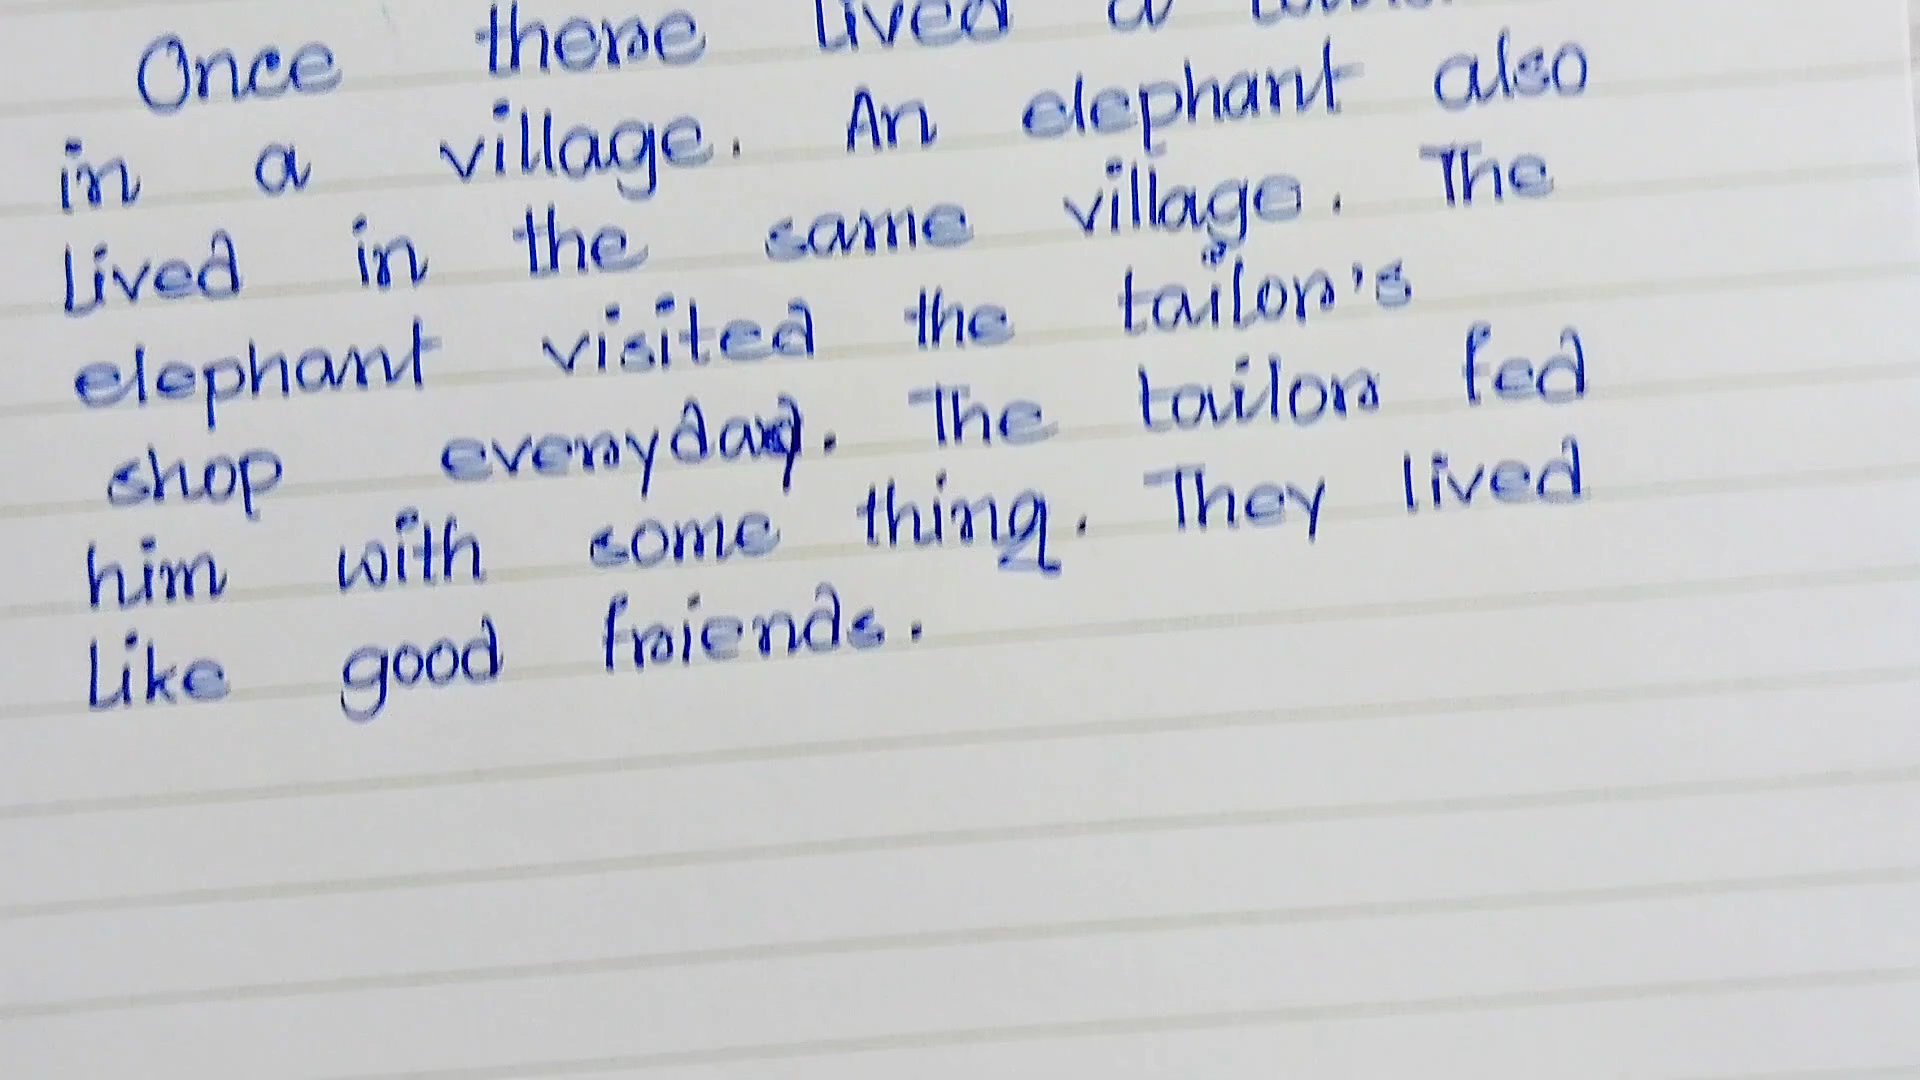 Once there lived a
in a village. An elephant also
lived in the same village. The
elephant visited the tailor's
shop everyday. The tailor fed
him with some thing. They lived
like good friends.